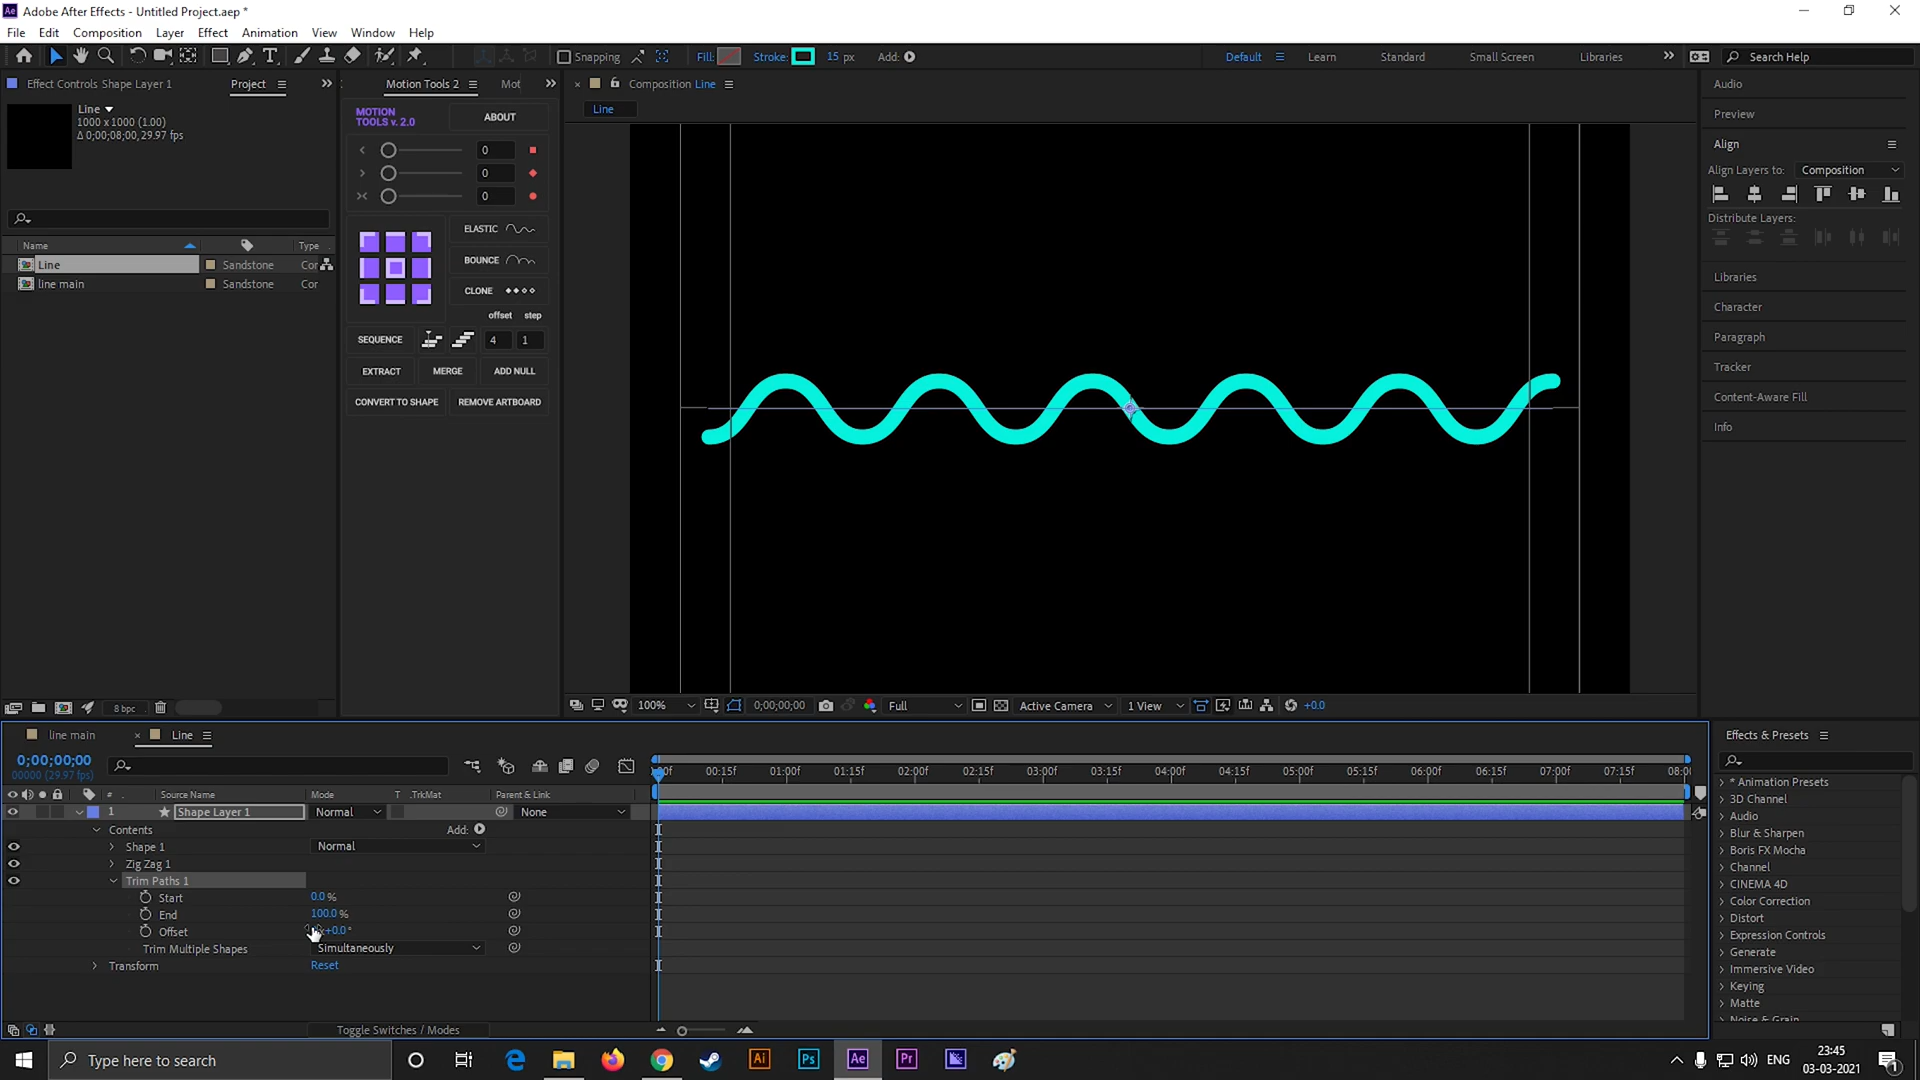 Adobe After Effects - Untitled Project.aep *
File Edit Composition Layer Effect Animation View Window Help
Snapping Fill: Stroke: 15 px Add: Default Learn Standard Small Screen Libraries Search Help
Effect Controls Shape Layer 1 Project
Line
1000 x 1000 (1.00)
Δ 0;00;08;00, 29.97 fps
Name Type
Line Sandstone Cor
line main Sandstone Cor
8 bpc
Motion Tools 2 Mot
MOTION
TOOLS v. 2.0
ABOUT
0
0
0
ELASTIC
BOUNCE
CLONE
offset step
SEQUENCE 4 1
EXTRACT MERGE ADD NULL
CONVERT TO SHAPE REMOVE ARTBOARD
Composition Line
Line
100% 0;00;00;00 Full Active Camera 1 View +0.0
Audio
Preview
Align
Align Layers to: Composition
Distribute Layers:
Libraries
Character
Paragraph
Tracker
Content-Aware Fill
Info
line main Line
0;00;00;00
00000 (29.97 fps)
# Source Name Mode T .TrkMat Parent & Link
1 Shape Layer 1 Normal None
Contents Add:
Shape 1 Normal
Zig Zag 1
Trim Paths 1
Start 0.0 %
End 100.0 %
Offset x+0.0 °
Trim Multiple Shapes Simultaneously
Transform Reset
Toggle Switches / Modes
00:15f 01:00f 01:15f 02:00f 02:15f 03:00f 03:15f 04:00f 04:15f 05:00f 05:15f 06:00f 06:15f 07:00f 07:15f 08:0
Effects & Presets
* Animation Presets
3D Channel
Audio
Blur & Sharpen
Boris FX Mocha
Channel
CINEMA 4D
Color Correction
Distort
Expression Controls
Generate
Immersive Video
Keying
Matte
Noise & Grain
Type here to search
Ai Ps Ae Pr
ENG
23:45
03-03-2021
1